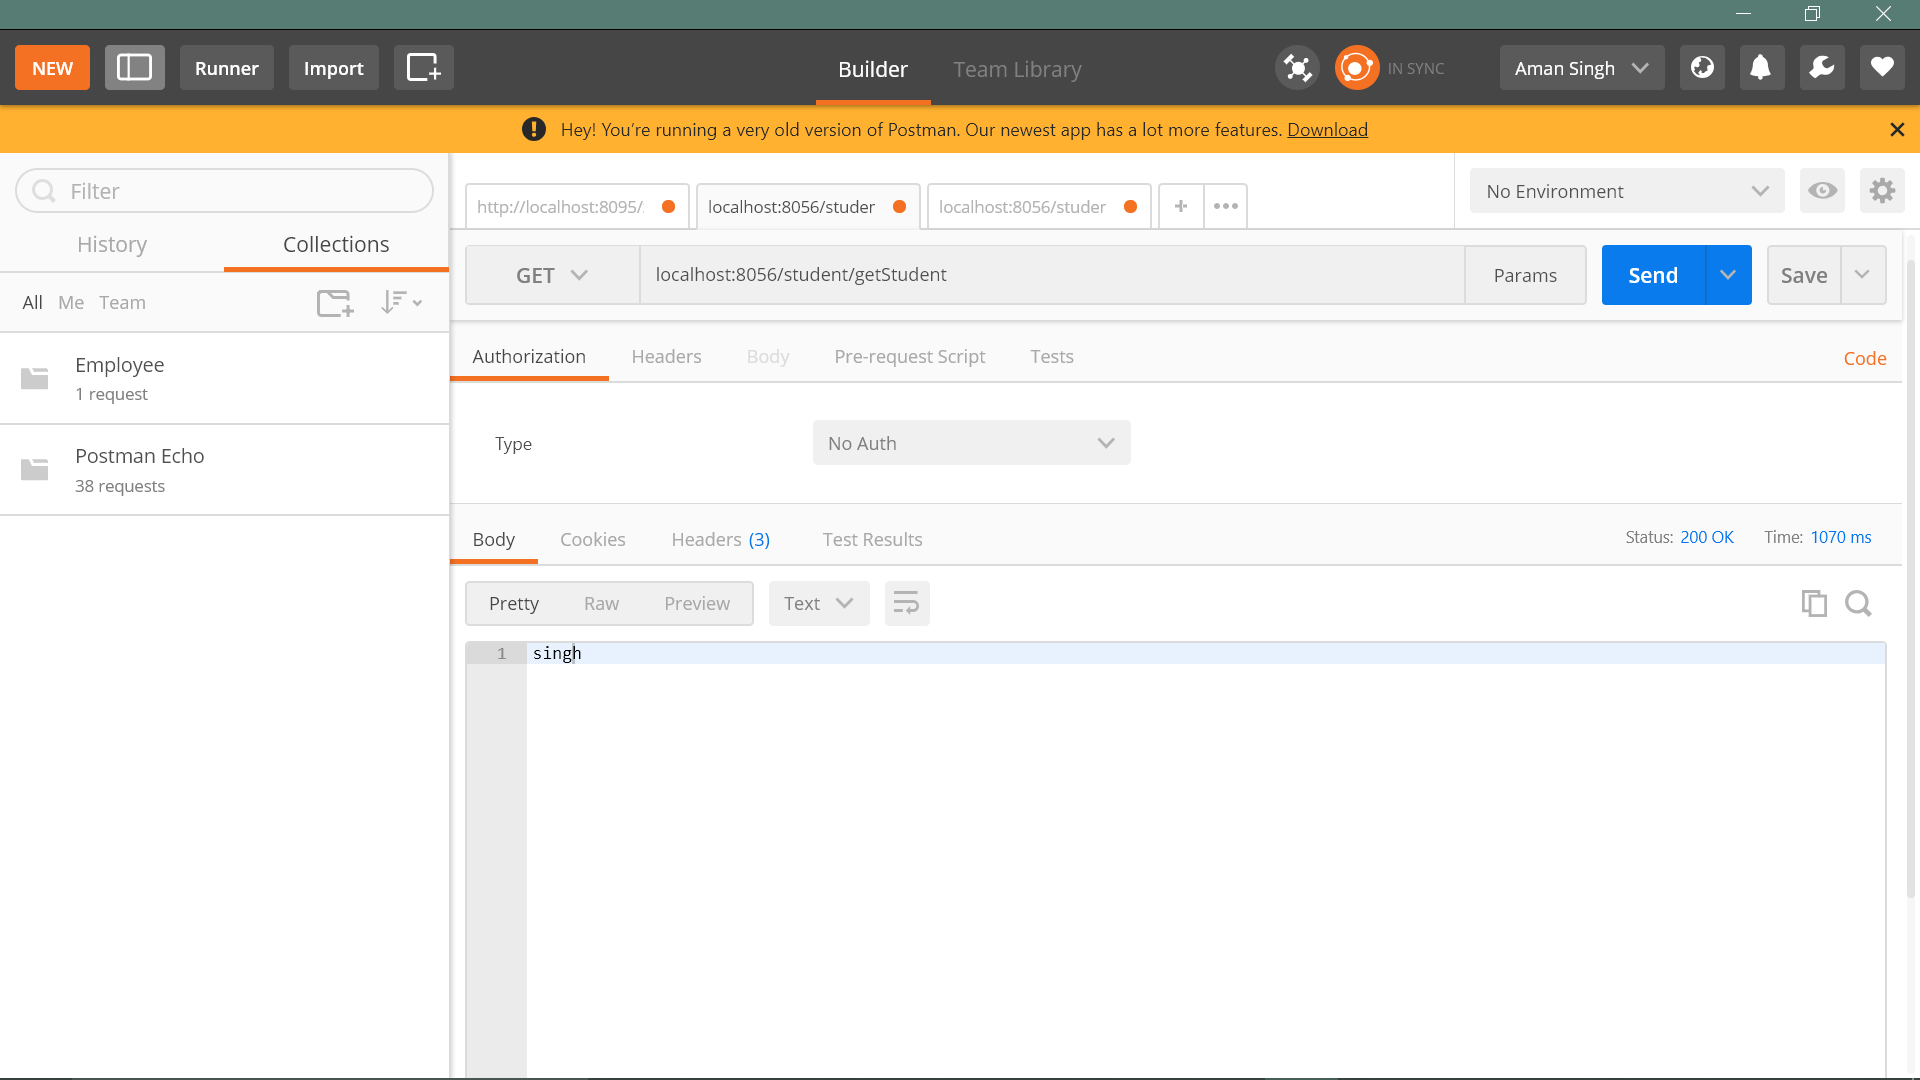 NEW Runner Import Builder Team Library IN SYNC Aman Singh
Hey! You're running a very old version of Postman. Our newest app has a lot more features. Download
Filter
History Collections
All Me Team
Employee
1 request
Postman Echo
38 requests
http://localhost:8095/ localhost:8056/studer localhost:8056/studer + No Environment
GET localhost:8056/student/getStudent Params Send Save
Authorization Headers Body Pre-request Script Tests Code
Type No Auth
Body Cookies Headers (3) Test Results Status: 200 OK Time: 1070 ms
Pretty Raw Preview Text
1 singh